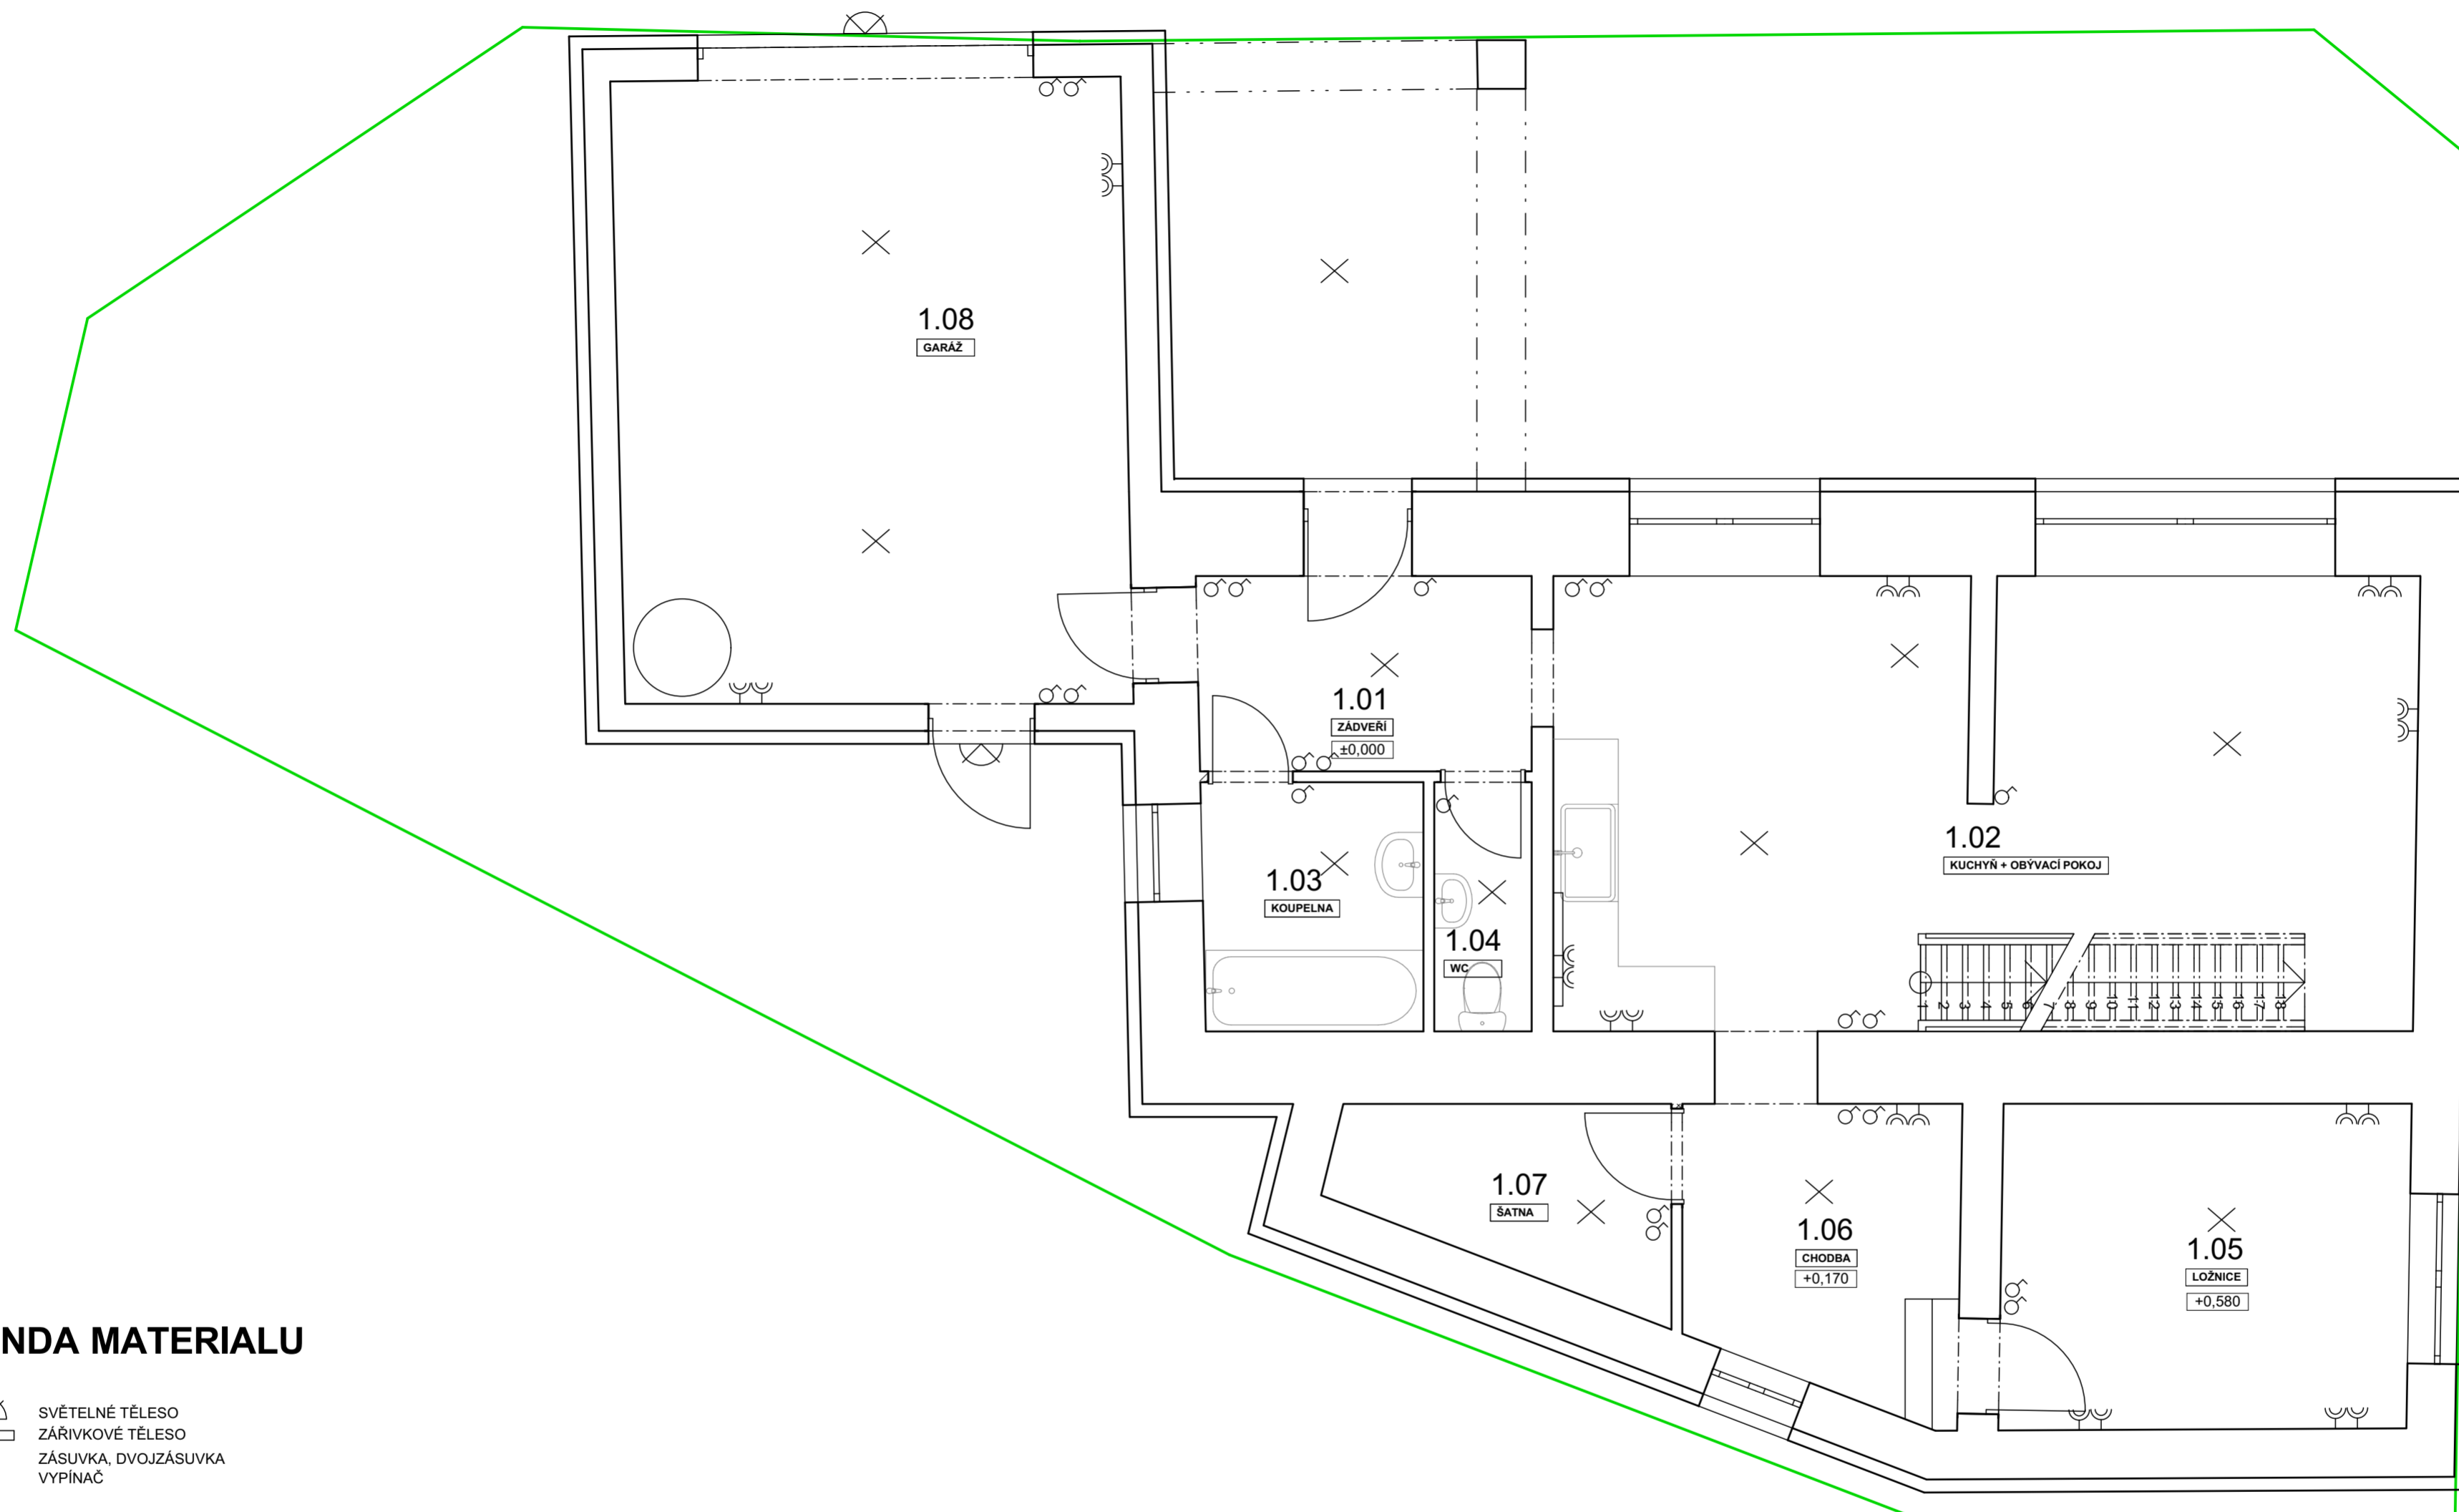 1.08
GARÁŽ
1.01
ZÁDVEŘÍ
±0,000
1.02
KUCHYŇ + OBÝVACÍ POKOJ
1.03
KOUPELNA
1.04
WC
1 2 3 4 5 6 7 8 9 10 11 12 13 14 15 16 17 18
1.07
ŠATNA
1.06
CHODBA
+0,170
1.05
LOŽNICE
+0,580
NDA MATERIALU
SVĚTELNÉ TĚLESO
ZÁŘIVKOVÉ TĚLESO
ZÁSUVKA, DVOJZÁSUVKA
VYPÍNAČ